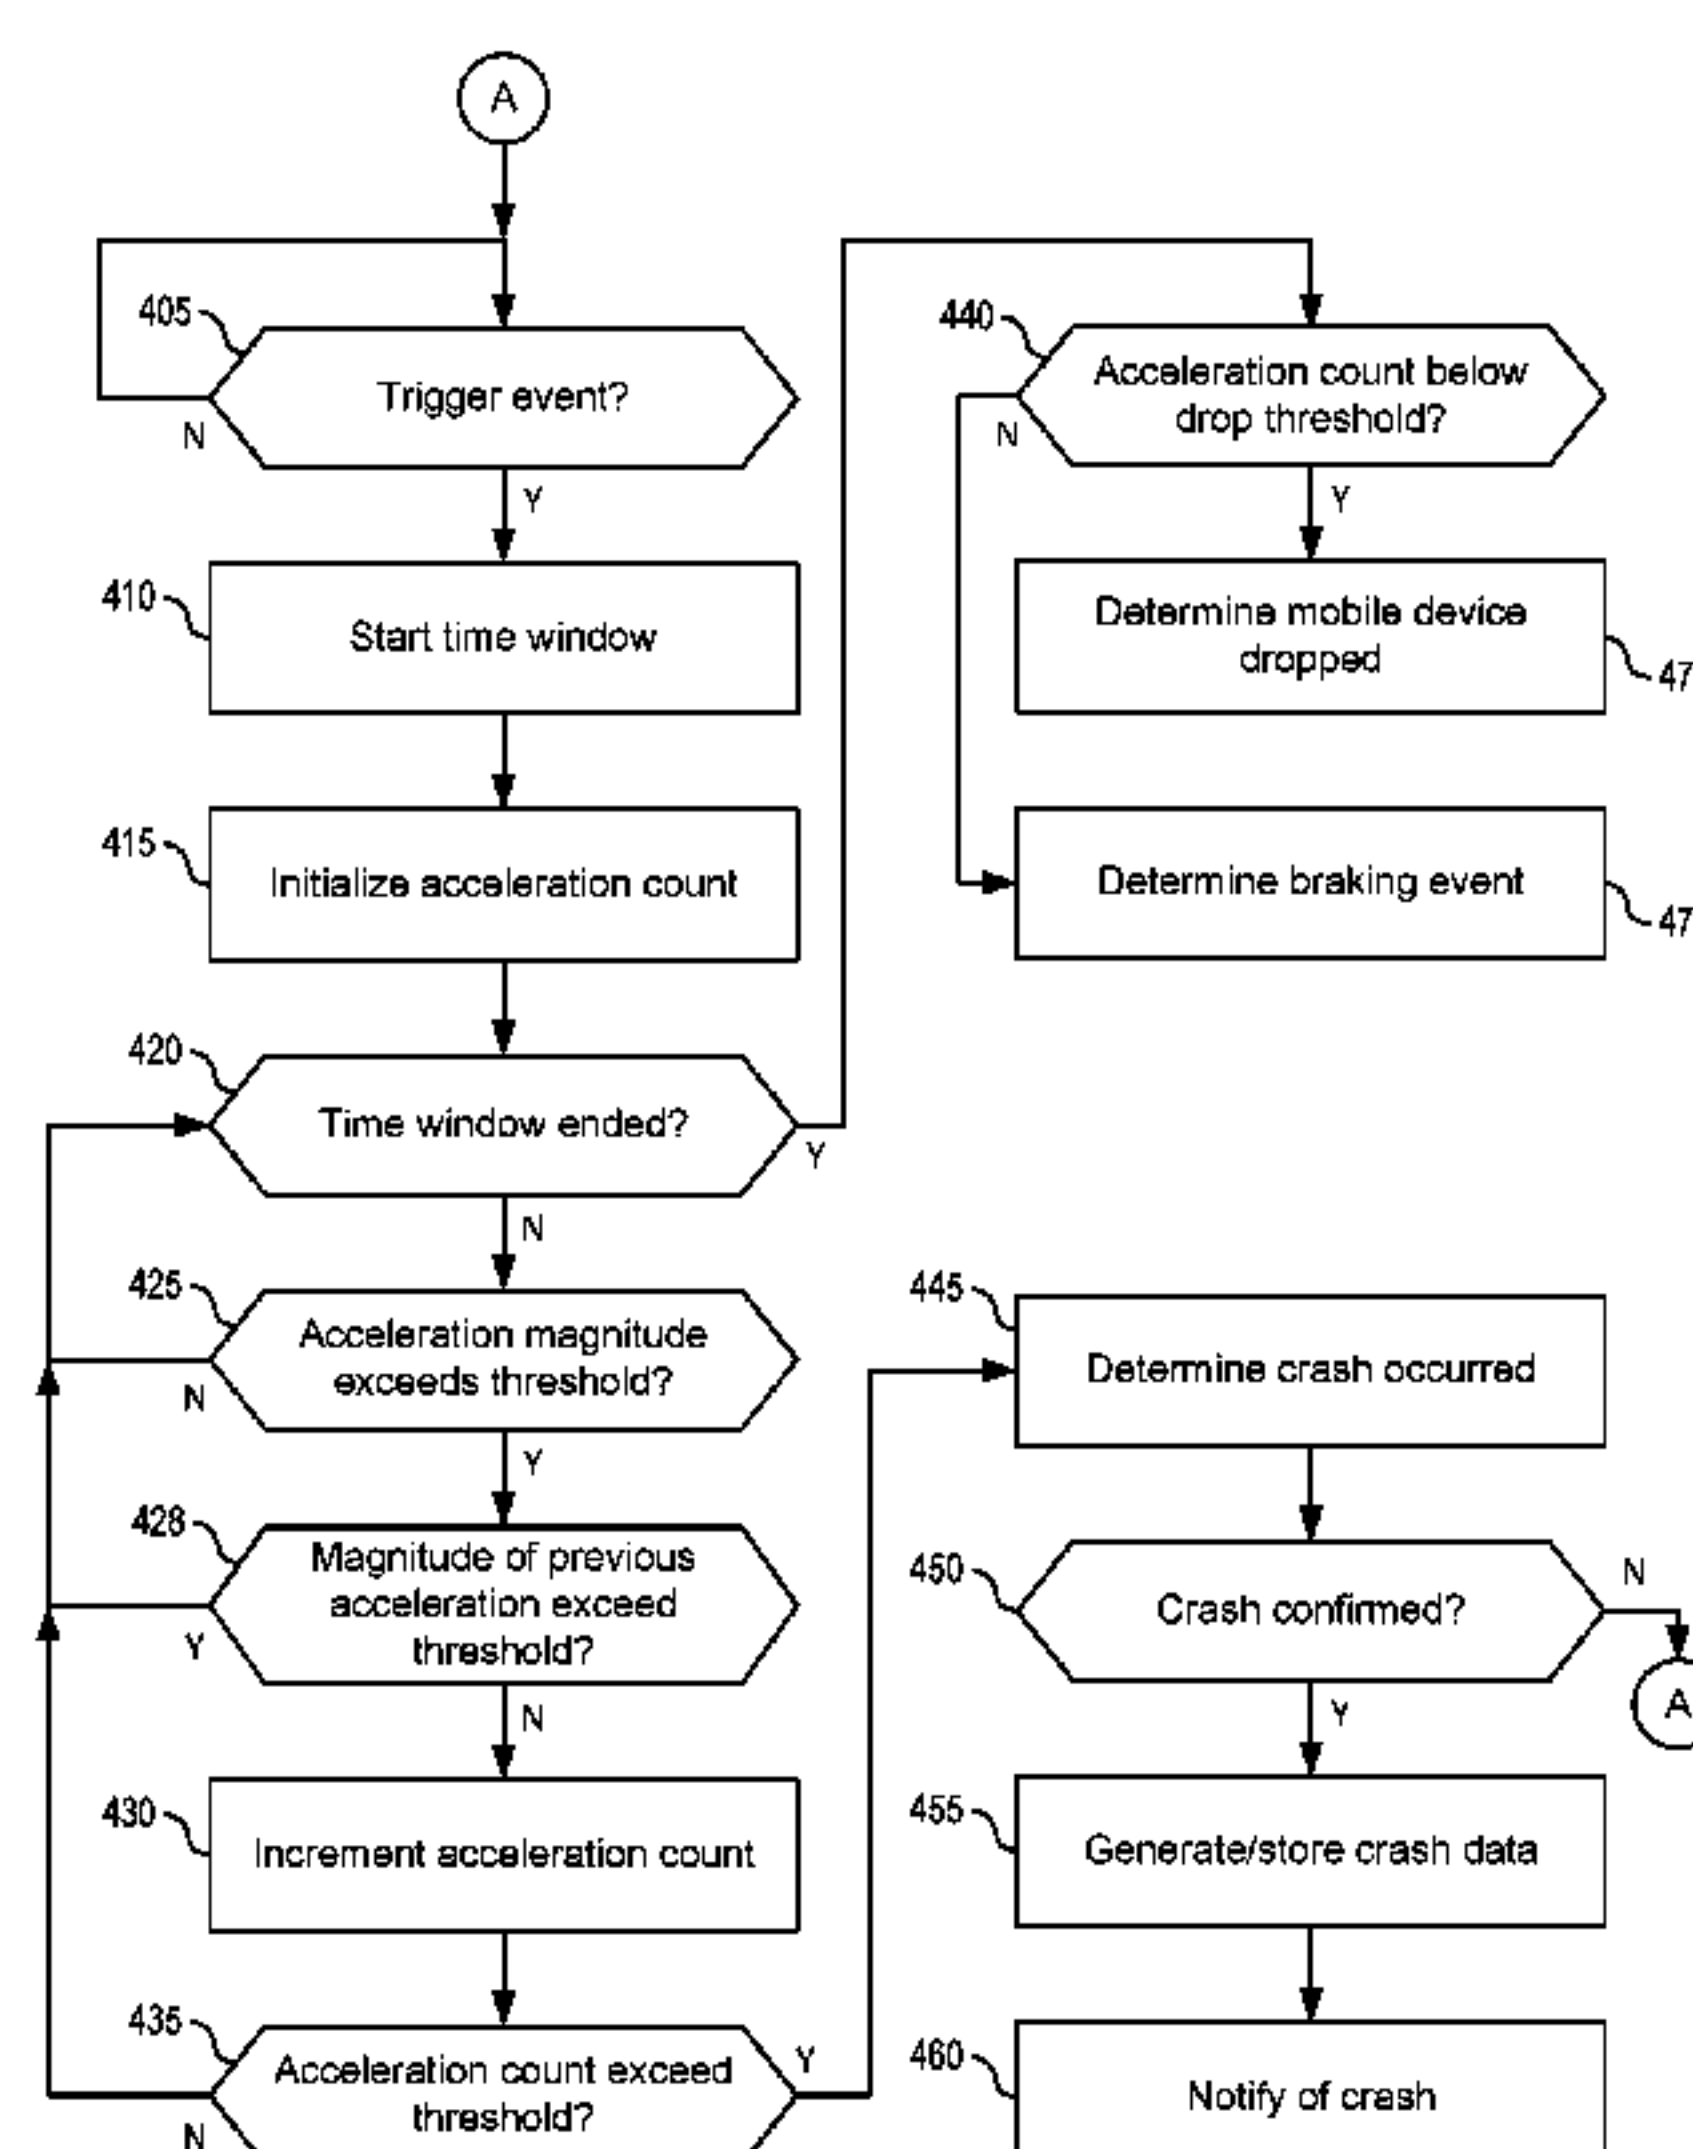 A
405
Trigger event?
N
Y
410
Start time window
415
Initialize acceleration count
420
Time window ended?
Y
N
425
Acceleration magnitude
exceeds threshold?
N
Y
428
Magnitude of previous
acceleration exceed
threshold?
Y
N
430
Increment acceleration count
435
Acceleration count exceed
threshold?
Y
N
440
Acceleration count below
drop threshold?
N
Y
Determine mobile device
dropped
47
Determine braking event
47
445
Determine crash occurred
450
Crash confirmed?
N
A
Y
455
Generate/store crash data
460
Notify of crash